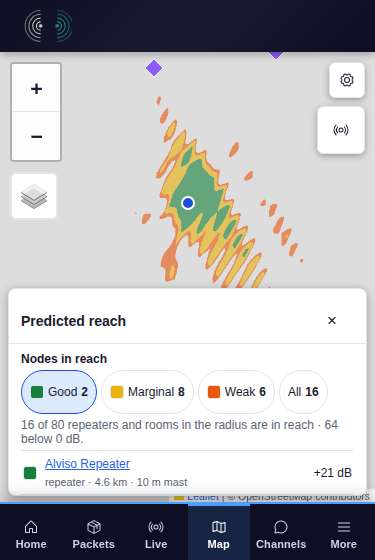 +
−
Predicted reach
×
Nodes in reach
Good 2
Marginal 8
Weak 6
All 16
16 of 80 repeaters and rooms in the radius are in reach · 64
below 0 dB.
Alviso Repeater
+21 dB
repeater · 4.6 km · 10 m mast
Leaflet | © OpenStreetMap contributors
Home
Packets
Live
Map
Channels
More